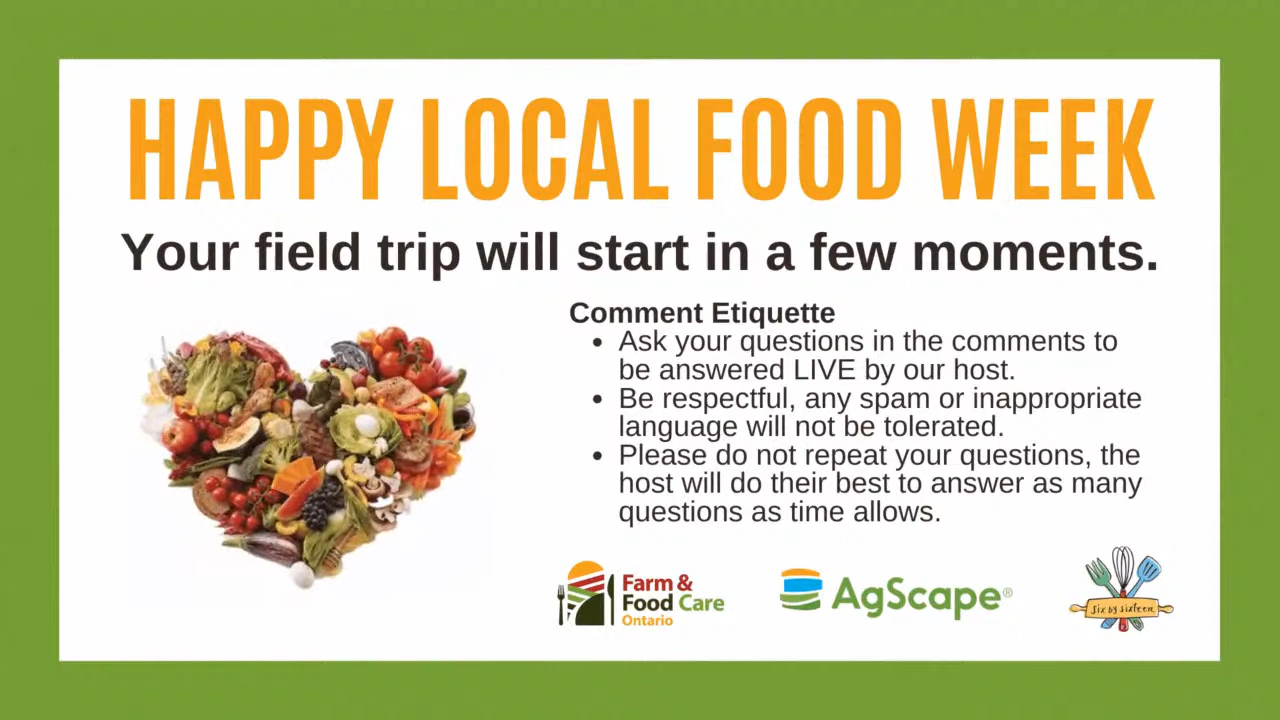 HAPPY LOCAL FOOD WEEK
Your field trip will start in a few moments.
Comment Etiquette
• Ask your questions in the comments to
be answered LIVE by our host.
• Be respectful, any spam or inappropriate
language will not be tolerated.
• Please do not repeat your questions, the
host will do their best to answer as many
questions as time allows.
Farm &
Food Care
Ontario
AgScape®
Six by Sixteen